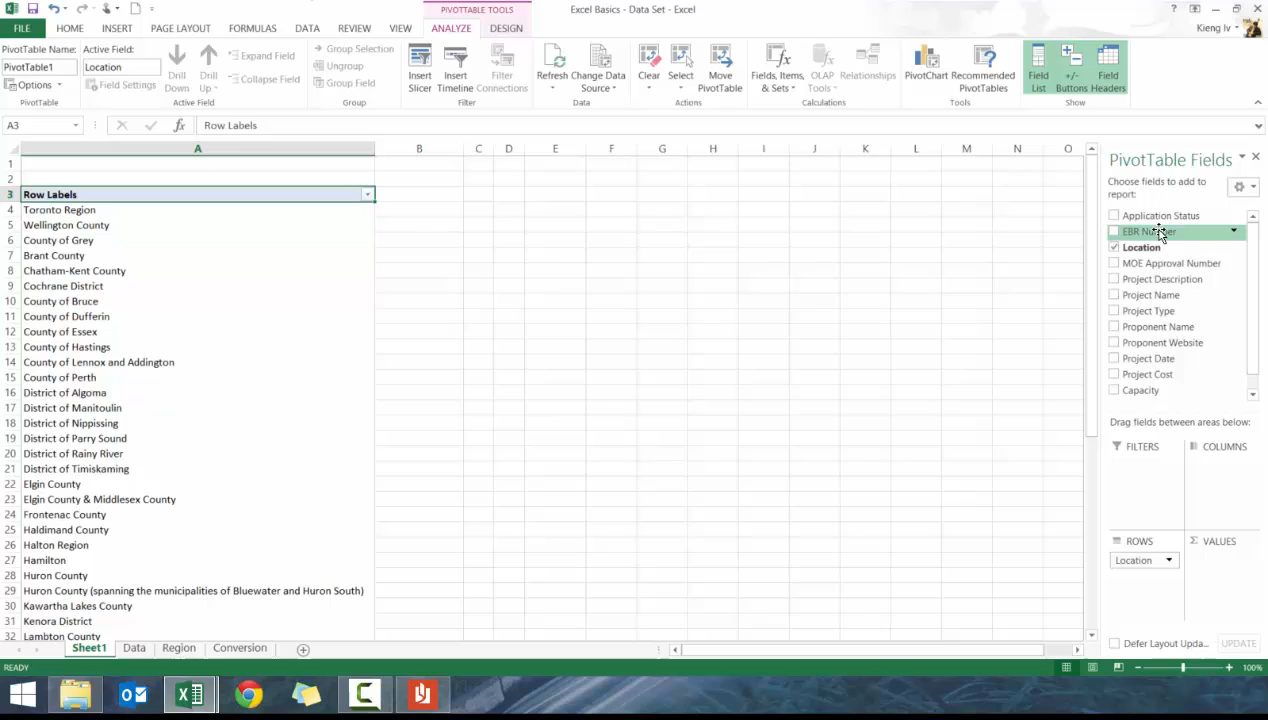 PIVOTTABLE TOOLS
Excel Basics - Data Set - Excel
FILE HOME INSERT PAGE LAYOUT FORMULAS DATA REVIEW VIEW ANALYZE DESIGN
Kieng Iv
PivotTable Name: Active Field:
PivotTable1 Location
Options Field Settings
Drill Down
Drill Up
Expand Field
Collapse Field
Group Selection
Ungroup
Group Field
Insert Slicer
Insert Timeline
Filter Connections
Refresh
Change Data Source
Clear
Select
Move PivotTable
Fields, Items, & Sets
OLAP Tools
Relationships
PivotChart
Recommended PivotTables
Field List
+/- Buttons
Field Headers
PivotTable Active Field Group Filter Data Actions Calculations Tools Show
A3 fx Row Labels
A B C D E F G H I J K L M N O
1
2
3 Row Labels
4 Toronto Region
5 Wellington County
6 County of Grey
7 Brant County
8 Chatham-Kent County
9 Cochrane District
10 County of Bruce
11 County of Dufferin
12 County of Essex
13 County of Hastings
14 County of Lennox and Addington
15 County of Perth
16 District of Algoma
17 District of Manitoulin
18 District of Nippissing
19 District of Parry Sound
20 District of Rainy River
21 District of Timiskaming
22 Elgin County
23 Elgin County & Middlesex County
24 Frontenac County
25 Haldimand County
26 Halton Region
27 Hamilton
28 Huron County
29 Huron County (spanning the municipalities of Bluewater and Huron South)
30 Kawartha Lakes County
31 Kenora District
32 Lambton County
PivotTable Fields
Choose fields to add to
report:
Application Status
EBR Number
Location
MOE Approval Number
Project Description
Project Name
Project Type
Proponent Name
Proponent Website
Project Date
Project Cost
Capacity
Drag fields between areas below:
FILTERS COLUMNS
ROWS Σ VALUES
Location
Defer Layout Upda... UPDATE
Sheet1 Data Region Conversion
READY 100%